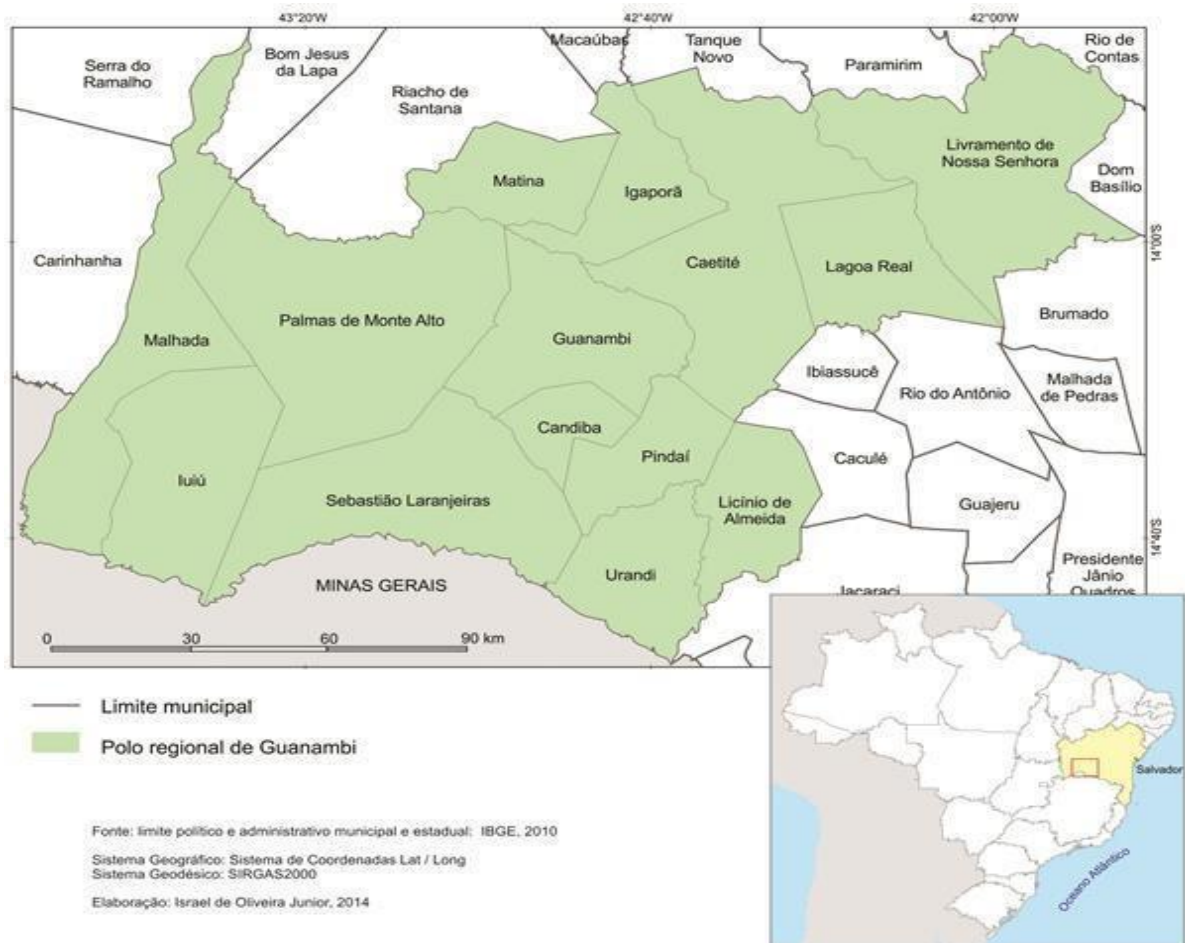 43°20'W
42°40'W
42°00'W
Serra do
Ramalho
Bom Jesus
da Lapa
Macaúbas
Tanque
Novo
Paramirim
Rio de
Contas
Riacho de
Santana
Livramento de
Nossa Senhora
Dom
Basílio
Matina
Igaporã
14°00'S
Carinhanha
Caetité
Lagoa Real
Brumado
Palmas de Monte Alto
Malhada
Guanambi
Ibiassucê
Rio do Antônio
Malhada
de Pedras
Candiba
Pindaí
Caculé
Iuiú
Sebastião Laranjeiras
Licínio de
Almeida
Guajeru
14°40'S
Urandi
MINAS GERAIS
Presidente
Jânio
Quadros
Jacaraci
0 30 60 90 km
Limite municipal
Polo regional de Guanambi
Salvador
Oceano Atlântico
Fonte: limite político e administrativo municipal e estadual: IBGE, 2010
Sistema Geográfico: Sistema de Coordenadas Lat / Long
Sistema Geodésico: SIRGAS2000
Elaboração: Israel de Oliveira Junior, 2014